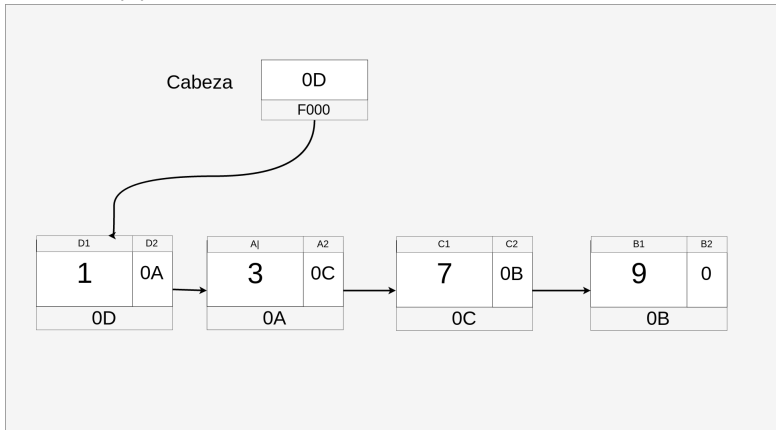 Cabeza
0D
F000
D1 D2 A| A2 C1 C2 B1 B2
1 0A 3 0C 7 0B 9 0
0D 0A 0C 0B